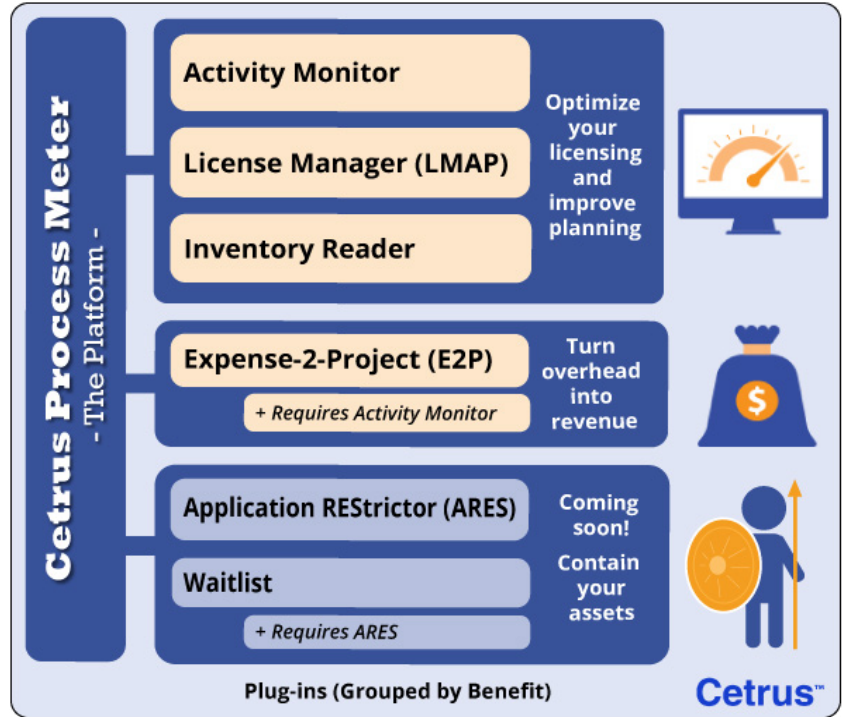 Cetrus Process Meter
- The Platform -
Activity Monitor
License Manager (LMAP)
Inventory Reader
Optimize
your
licensing
and
improve
planning
Expense-2-Project (E2P)
+ Requires Activity Monitor
Turn
overhead
into
revenue
$
Application REStrictor (ARES)
Waitlist
+ Requires ARES
Coming
soon!
Contain
your
assets
Plug-ins (Grouped by Benefit)
Cetrus™